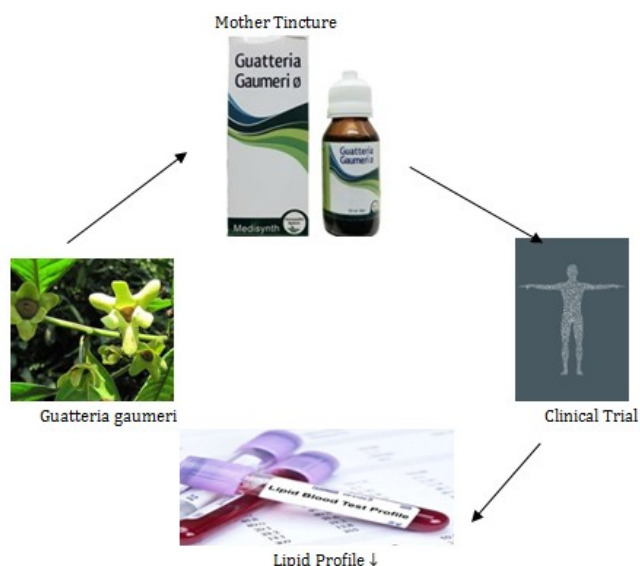 Mother Tincture
Guatteria
Gaumeri ø
Guatteria
Gaumeri ø
Medisynth
Guatteria gaumeri
Clinical Trial
Lipid Blood Test Profile
Lipid Profile ↓